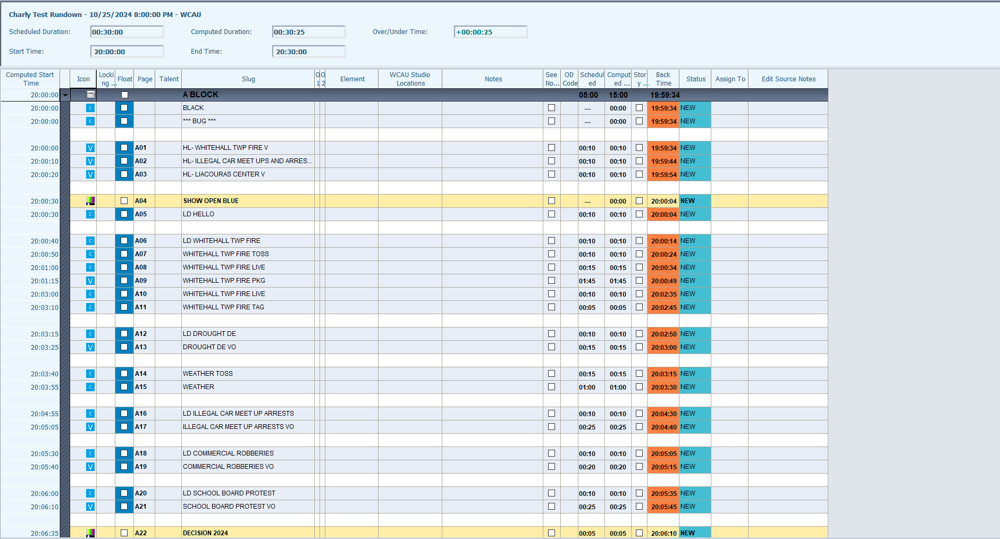 Charly Test Rundown - 10/25/2024 8:00:00 PM - WCAU
Scheduled Duration: 00:30:00 Computed Duration: 00:30:25 Over/Under Time: +00:00:25
Start Time: 20:00:00 End Time: 20:30:00
Computed Start Time Icon Locki ng ... Float Page Talent Slug O 1 O 2 Element WCAU Studio Locations Notes See No... OD Code Schedul ed Comput ed ... Stor y ... Back Time Status Assign To Edit Source Notes
20:00:00 A BLOCK 05:00 15:00 19:59:34
20:00:00 C BLACK --- 00:00 19:59:34 NEW
20:00:00 C *** BUG *** --- 00:00 19:59:34 NEW
20:00:00 V A01 HL- WHITEHALL TWP FIRE V 00:10 00:10 19:59:34 NEW
20:00:10 V A02 HL- ILLEGAL CAR MEET UPS AND ARRES... 00:10 00:10 19:59:44 NEW
20:00:20 V A03 HL- LIACOURAS CENTER V 00:10 00:10 19:59:54 NEW
20:00:30 A04 SHOW OPEN BLUE --- 00:00 20:00:04 NEW
20:00:30 C A05 LD HELLO 00:10 00:10 20:00:04 NEW
20:00:40 C A06 LD WHITEHALL TWP FIRE 00:10 00:10 20:00:14 NEW
20:00:50 C A07 WHITEHALL TWP FIRE TOSS 00:10 00:10 20:00:24 NEW
20:01:00 C A08 WHITEHALL TWP FIRE LIVE 00:15 00:15 20:00:34 NEW
20:01:15 V A09 WHITEHALL TWP FIRE PKG 01:45 01:45 20:00:49 NEW
20:03:00 C A10 WHITEHALL TWP FIRE LIVE 00:10 00:10 20:02:35 NEW
20:03:10 C A11 WHITEHALL TWP FIRE TAG 00:05 00:05 20:02:45 NEW
20:03:15 C A12 LD DROUGHT DE 00:10 00:10 20:02:50 NEW
20:03:25 V A13 DROUGHT DE VO 00:15 00:15 20:03:00 NEW
20:03:40 C A14 WEATHER TOSS 00:15 00:15 20:03:15 NEW
20:03:55 C A15 WEATHER 01:00 01:00 20:03:30 NEW
20:04:55 C A16 LD ILLEGAL CAR MEET UP ARRESTS 00:10 00:10 20:04:30 NEW
20:05:05 V A17 ILLEGAL CAR MEET UP ARRESTS VO 00:25 00:25 20:04:40 NEW
20:05:30 C A18 LD COMMERCIAL ROBBERIES 00:10 00:10 20:05:05 NEW
20:05:40 V A19 COMMERCIAL ROBBERIES VO 00:20 00:20 20:05:15 NEW
20:06:00 C A20 LD SCHOOL BOARD PROTEST 00:10 00:10 20:05:35 NEW
20:06:10 V A21 SCHOOL BOARD PROTEST VO 00:25 00:25 20:05:45 NEW
20:06:35 A22 DECISION 2024 00:05 00:05 20:06:10 NEW